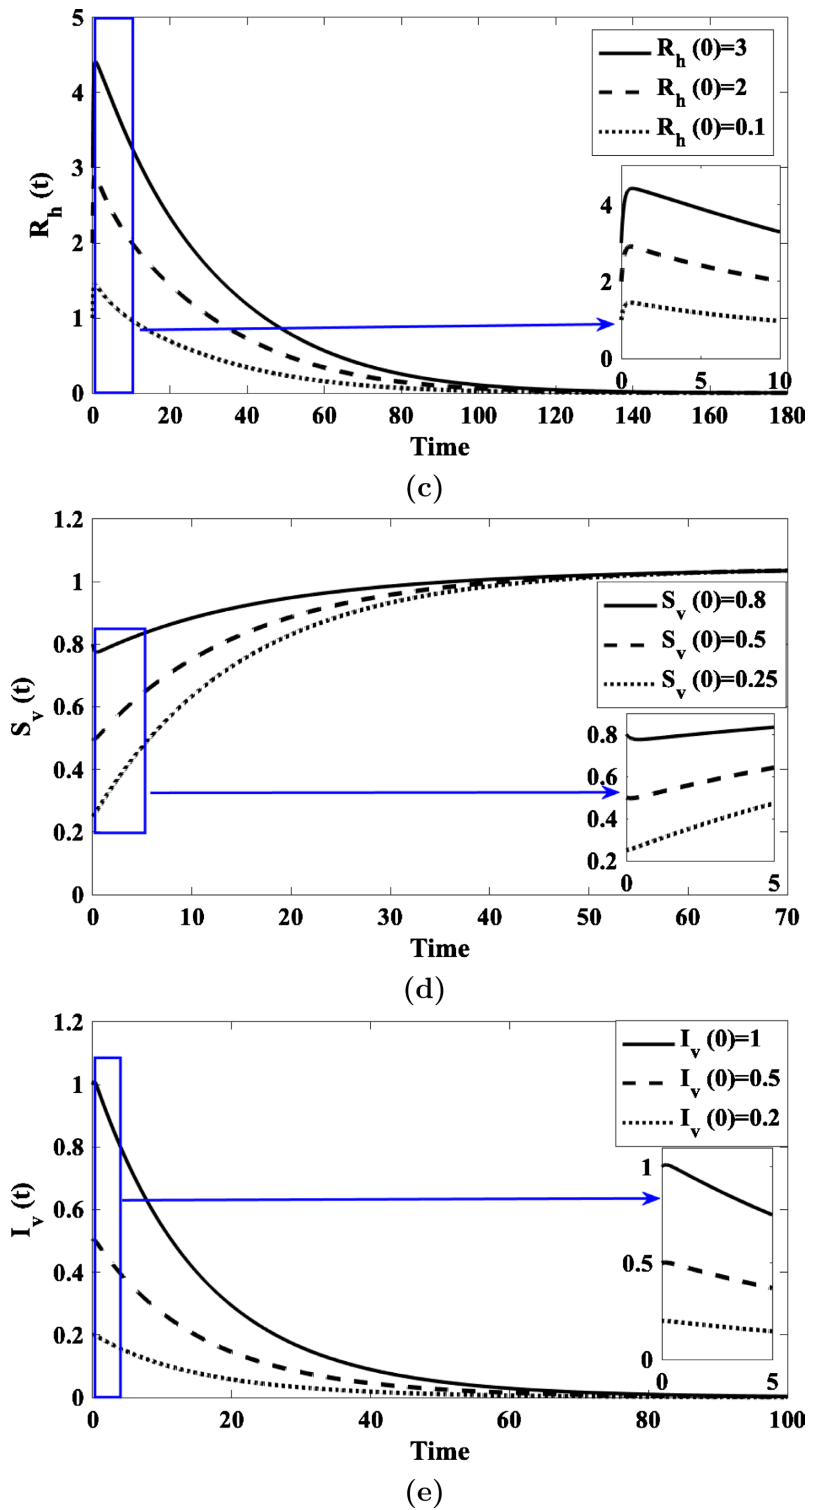 5
4
3
2
1
0
R_h (t)
R_h (0)=3
R_h (0)=2
R_h (0)=0.1
4
2
0
0 5 10
0 20 40 60 80 100 120 140 160 180
Time
(c)
1.2
1
0.8
0.6
0.4
0.2
0
S_v (t)
S_v (0)=0.8
S_v (0)=0.5
S_v (0)=0.25
0.8
0.6
0.4
0.2
0 5
0 10 20 30 40 50 60 70
Time
(d)
1.2
1
0.8
0.6
0.4
0.2
0
I_v (t)
I_v (0)=1
I_v (0)=0.5
I_v (0)=0.2
1
0.5
0
0 5
0 20 40 60 80 100
Time
(e)